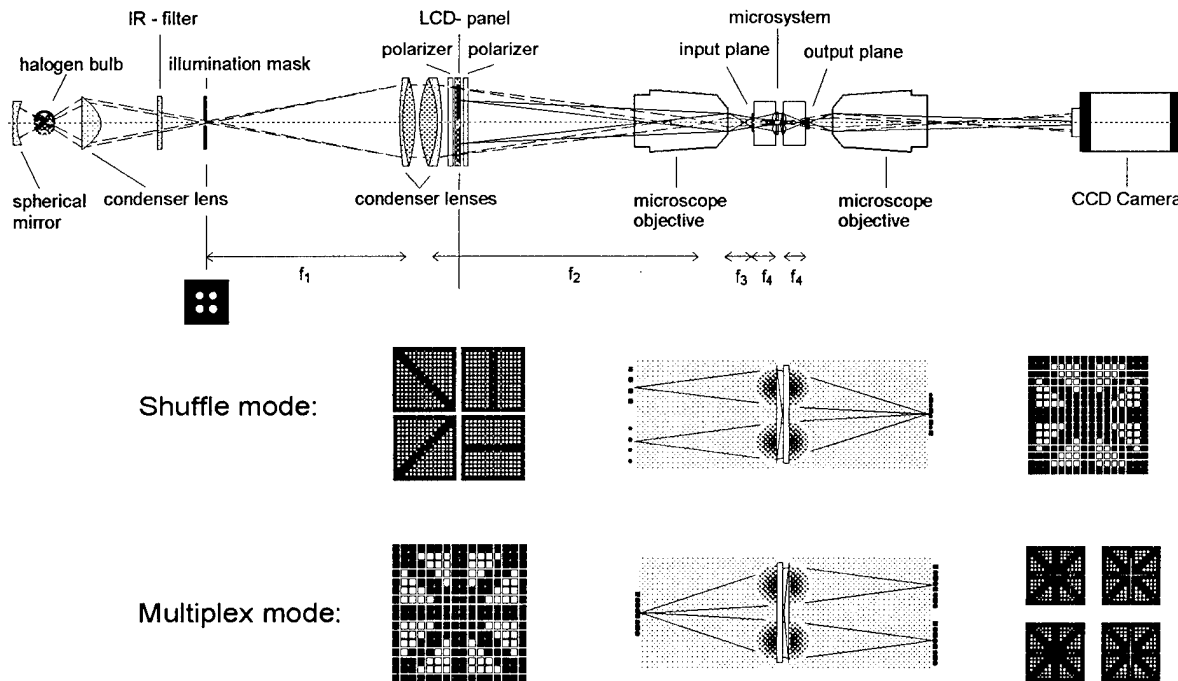 IR - filter
LCD- panel
microsystem
polarizer
polarizer
input plane
output plane
halogen bulb
illumination mask
spherical
mirror
condenser lens
condenser lenses
microscope
objective
microscope
objective
CCD Camera
f1
f2
f3
f4
f4
Shuffle mode:
Multiplex mode: